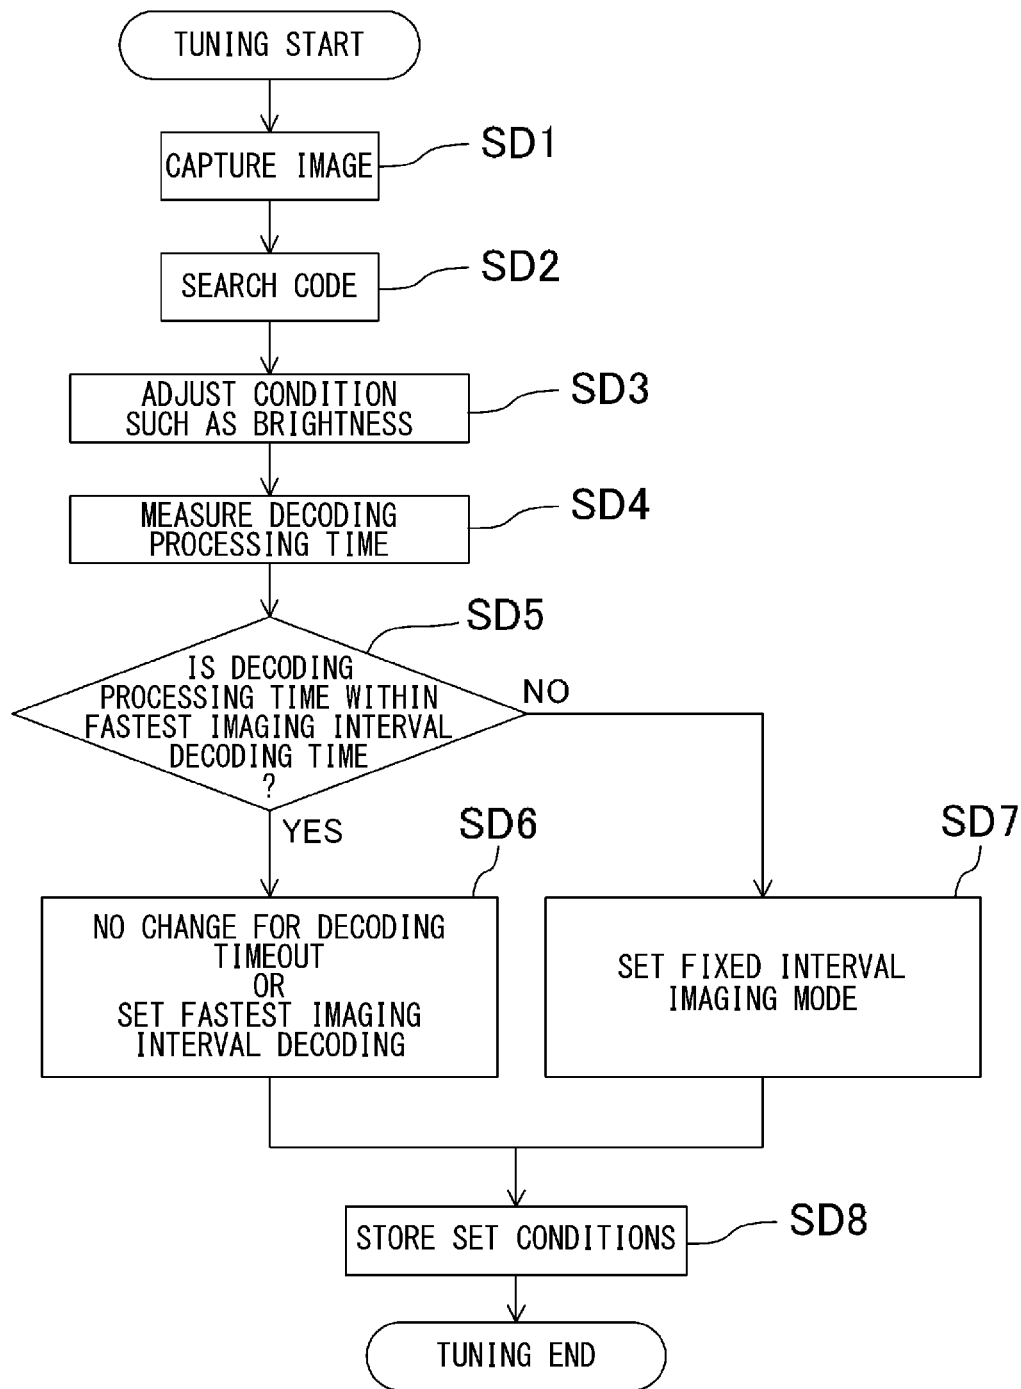 TUNING START
CAPTURE IMAGE
SD1
SEARCH CODE
SD2
ADJUST CONDITION
SUCH AS BRIGHTNESS
SD3
MEASURE DECODING
PROCESSING TIME
SD4
SD5
IS DECODING
PROCESSING TIME WITHIN
FASTEST IMAGING INTERVAL
DECODING TIME
?
NO
YES
SD6
SD7
NO CHANGE FOR DECODING
TIMEOUT
OR
SET FASTEST IMAGING
INTERVAL DECODING
SET FIXED INTERVAL
IMAGING MODE
STORE SET CONDITIONS
SD8
TUNING END